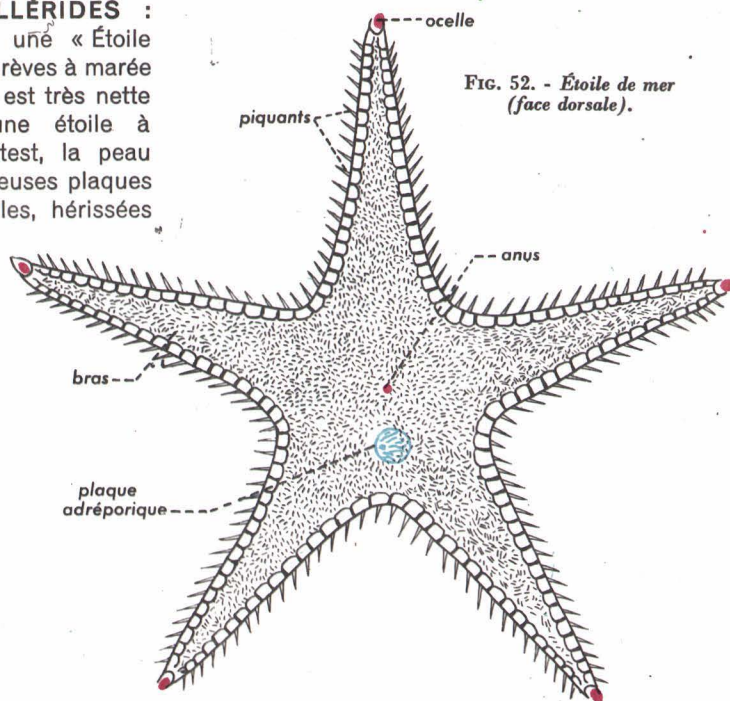 LLÉRIDES :
une « Étoile
rèves à marée
est très nette
une étoile à
test, la peau
euses plaques
les, hérissées
ocelle
FIG. 52. - Étoile de mer
(face dorsale).
piquants
anus
bras
plaque
adréporique